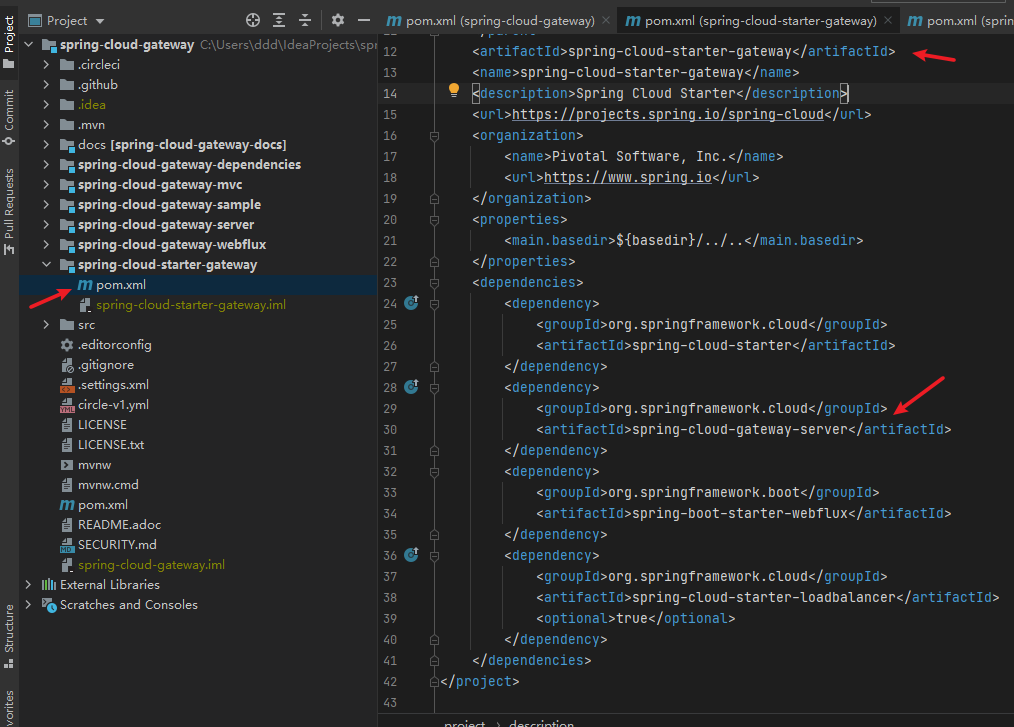 Project
Commit
Pull Requests
Structure
Project
spring-cloud-gateway C:\Users\ddd\IdeaProjects\spr
.circleci
.github
.idea
.mvn
docs [spring-cloud-gateway-docs]
spring-cloud-gateway-dependencies
spring-cloud-gateway-mvc
spring-cloud-gateway-sample
spring-cloud-gateway-server
spring-cloud-gateway-webflux
spring-cloud-starter-gateway
pom.xml
spring-cloud-starter-gateway.iml
src
.editorconfig
.gitignore
.settings.xml
circle-v1.yml
LICENSE
LICENSE.txt
mvnw
mvnw.cmd
pom.xml
README.adoc
SECURITY.md
spring-cloud-gateway.iml
External Libraries
Scratches and Consoles
pom.xml (spring-cloud-gateway)
pom.xml (spring-cloud-starter-gateway)
pom.xml (sprin
12 <artifactId>spring-cloud-starter-gateway</artifactId>
13 <name>spring-cloud-starter-gateway</name>
14 <description>Spring Cloud Starter</description>
15 <url>https://projects.spring.io/spring-cloud</url>
16 <organization>
17 <name>Pivotal Software, Inc.</name>
18 <url>https://www.spring.io</url>
19 </organization>
20 <properties>
21 <main.basedir>${basedir}/../..</main.basedir>
22 </properties>
23 <dependencies>
24 <dependency>
25 <groupId>org.springframework.cloud</groupId>
26 <artifactId>spring-cloud-starter</artifactId>
27 </dependency>
28 <dependency>
29 <groupId>org.springframework.cloud</groupId>
30 <artifactId>spring-cloud-gateway-server</artifactId>
31 </dependency>
32 <dependency>
33 <groupId>org.springframework.boot</groupId>
34 <artifactId>spring-boot-starter-webflux</artifactId>
35 </dependency>
36 <dependency>
37 <groupId>org.springframework.cloud</groupId>
38 <artifactId>spring-cloud-starter-loadbalancer</artifactId>
39 <optional>true</optional>
40 </dependency>
41 </dependencies>
42 </project>
43
project › description